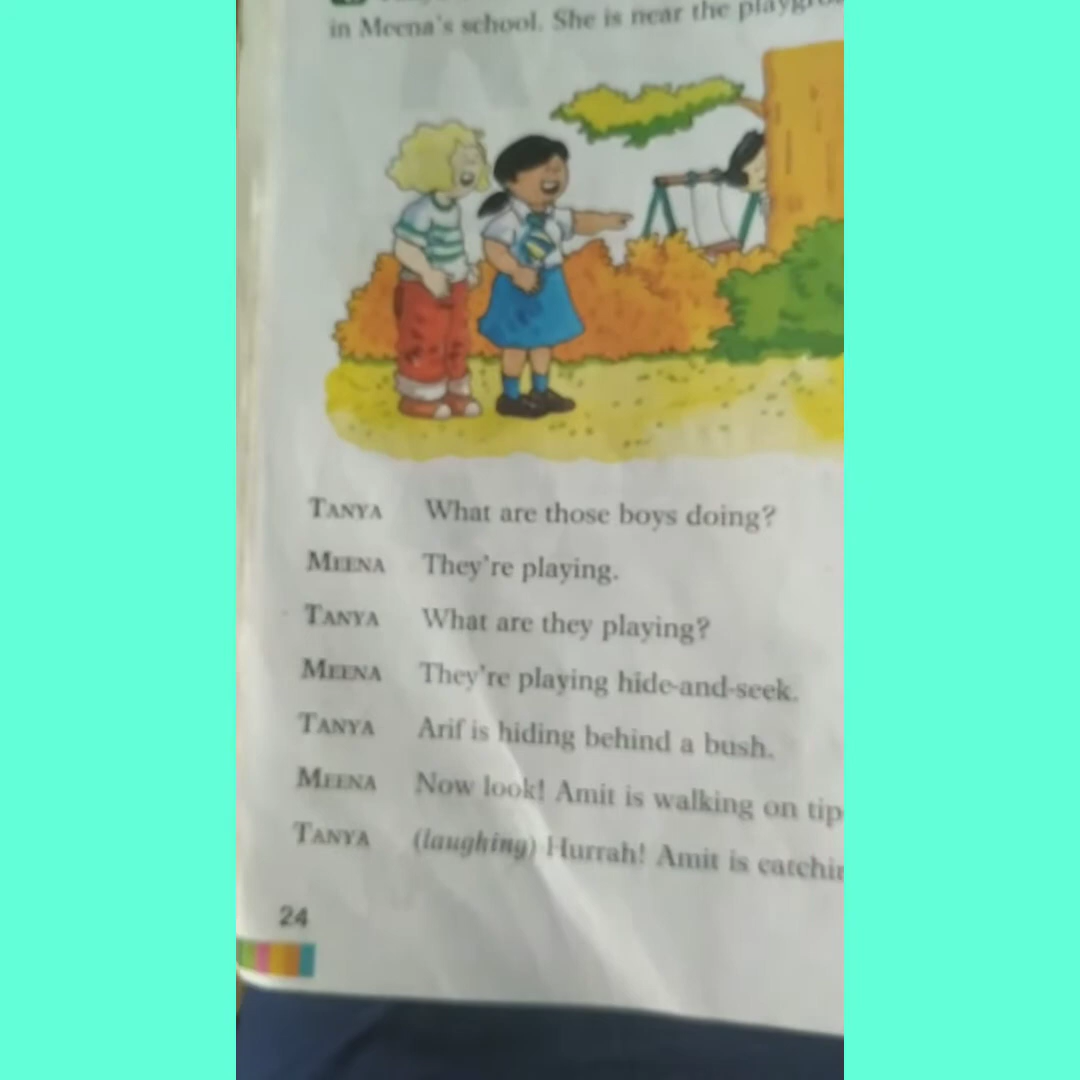 in Meena's school. She is near the
TANYA What are those boys doing?
MEENA They're playing.
TANYA What are they playing?
MEENA They're playing hide-and-seek.
TANYA Arif is hiding behind a bush.
MEENA Now look! Amit is walking on tip
TANYA (laughing) Hurrah! Amit is
24